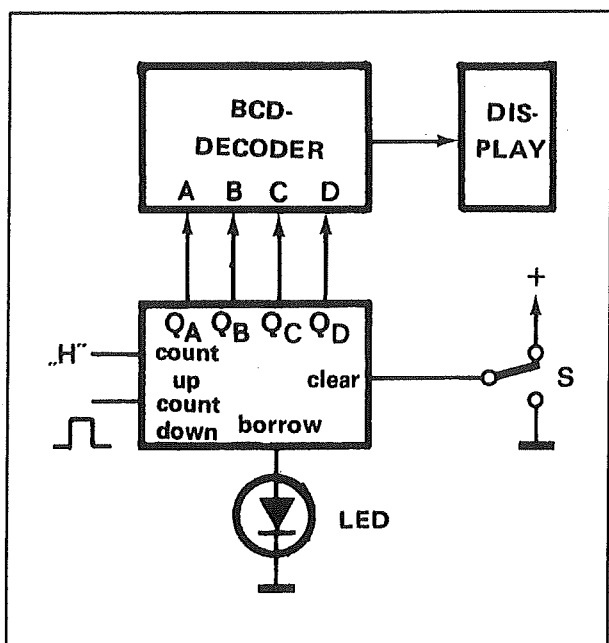 BCD-
DECODER
A B C D
DIS-
PLAY
QA QB QC QD
„H"
count
up
count
down
clear
borrow
+
S
LED